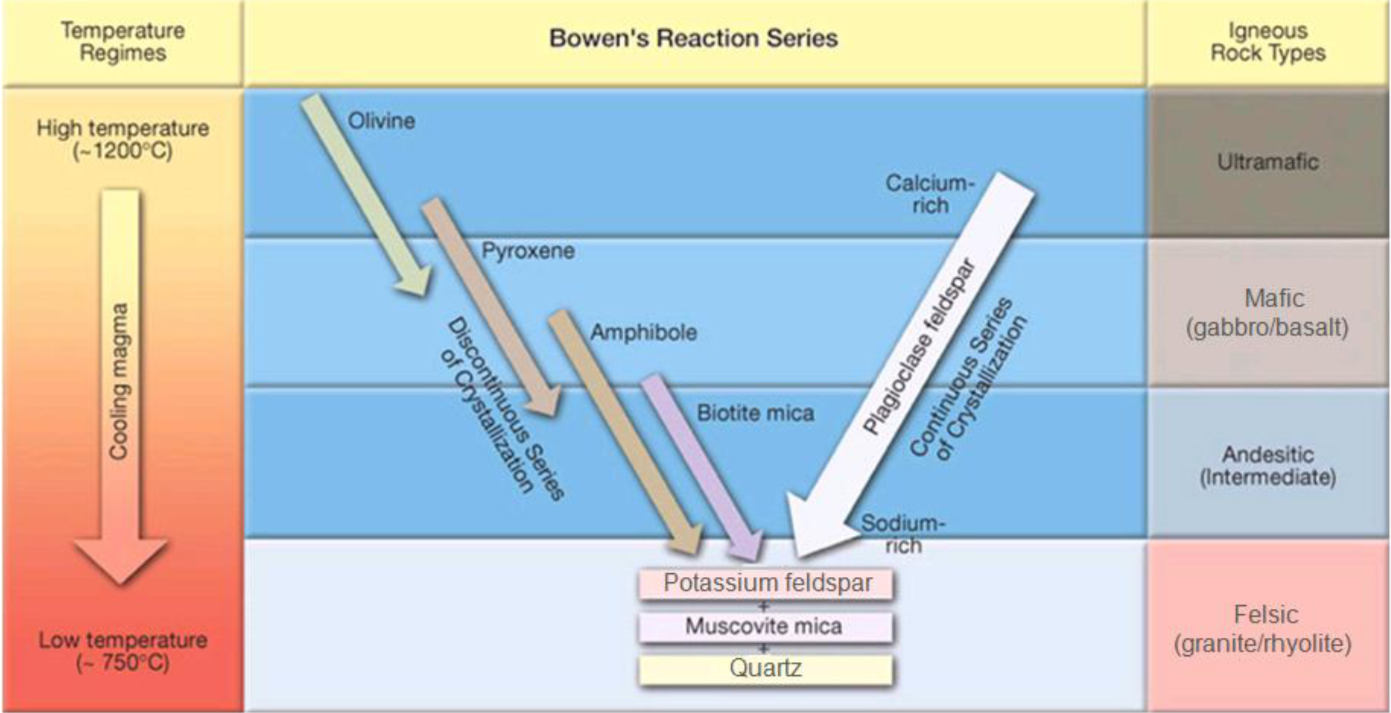 Temperature
Regimes
Bowen's Reaction Series
Igneous
Rock Types
High temperature
(~1200°C)
Cooling magma
Low temperature
(~ 750°C)
Olivine
Pyroxene
Amphibole
Biotite mica
Discontinuous Series
of Crystallization
Calcium-
rich
Plagioclase feldspar
Continuous Series
of Crystallization
Sodium-
rich
Potassium feldspar
+
Muscovite mica
+
Quartz
Ultramafic
Mafic
(gabbro/basalt)
Andesitic
(Intermediate)
Felsic
(granite/rhyolite)